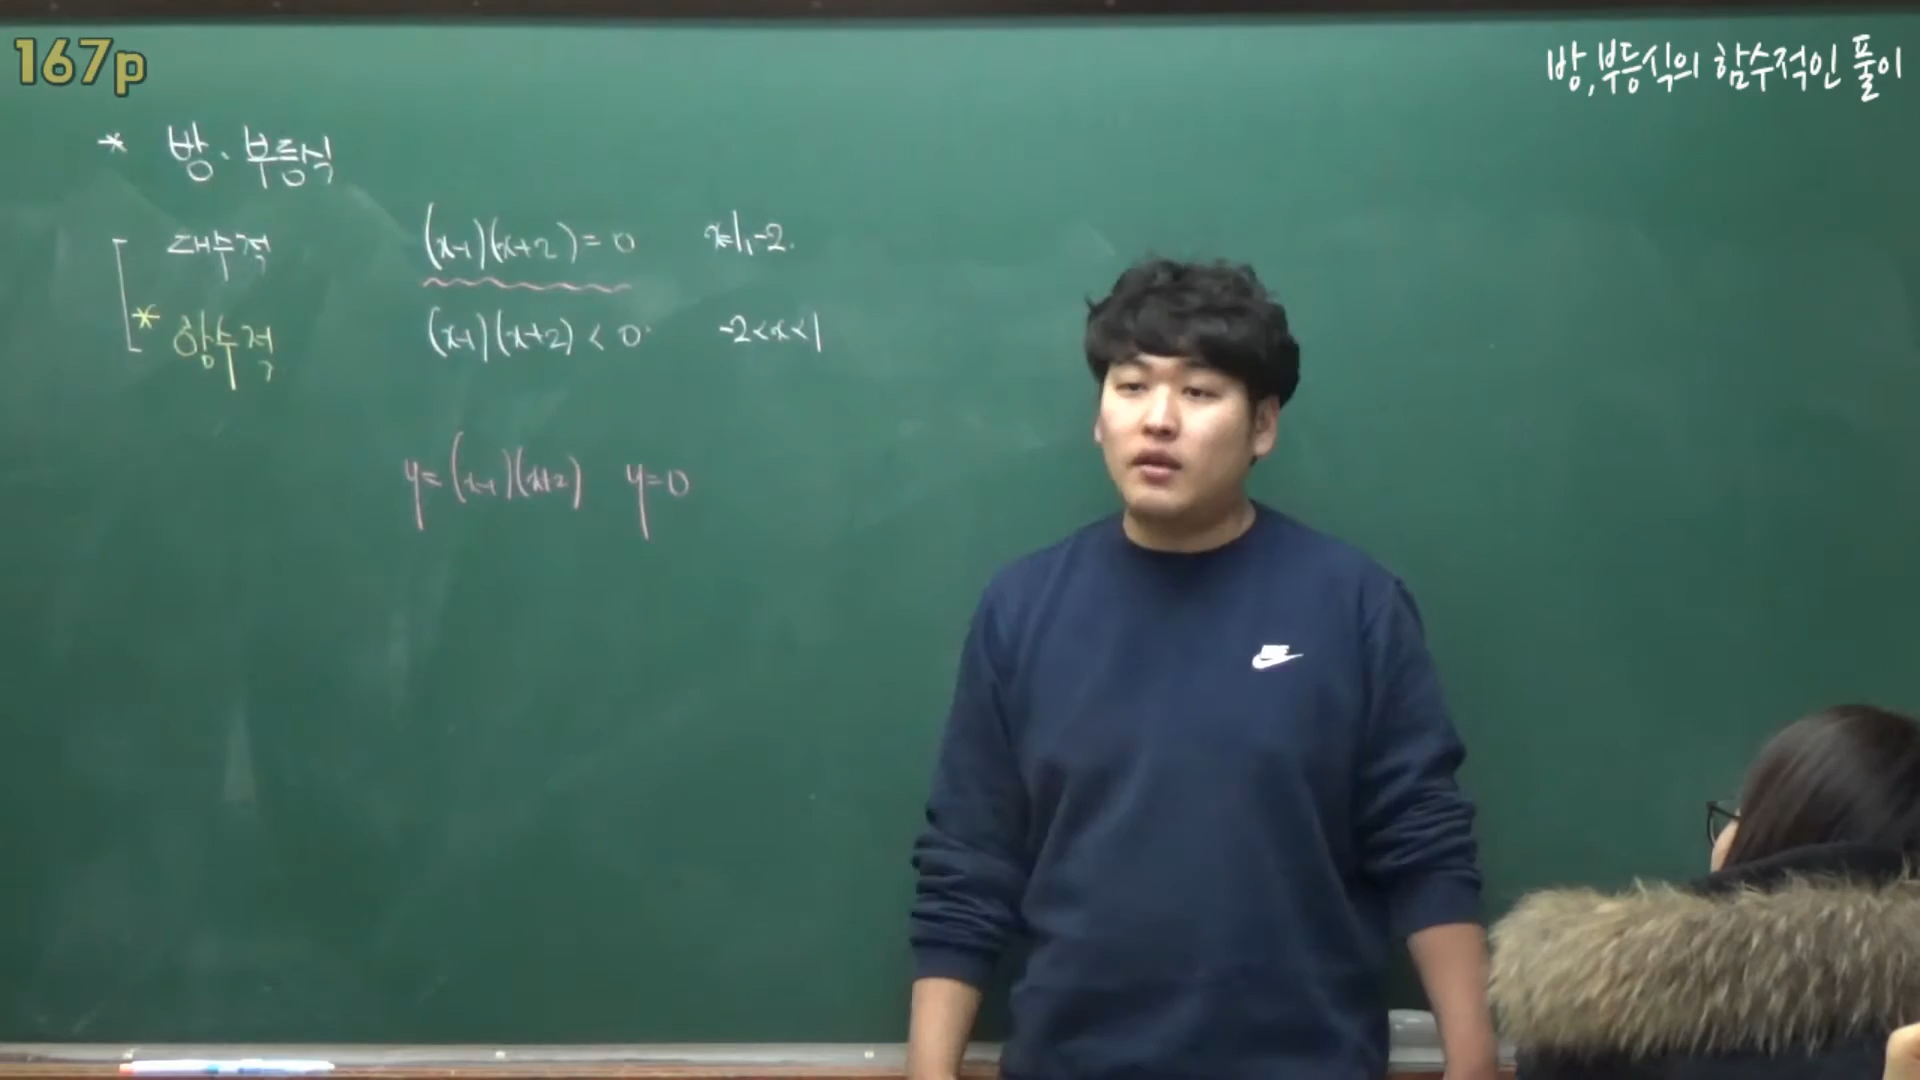 167p
방,부등식의 함수적인 풀이
* 방·부등식
대수적 (x-1)(x+2)=0 x=1,-2.
* 함수적 (x-1)(x+2)<0 -2<x<1
y=(x-1)(x+2) y=0
NIKE